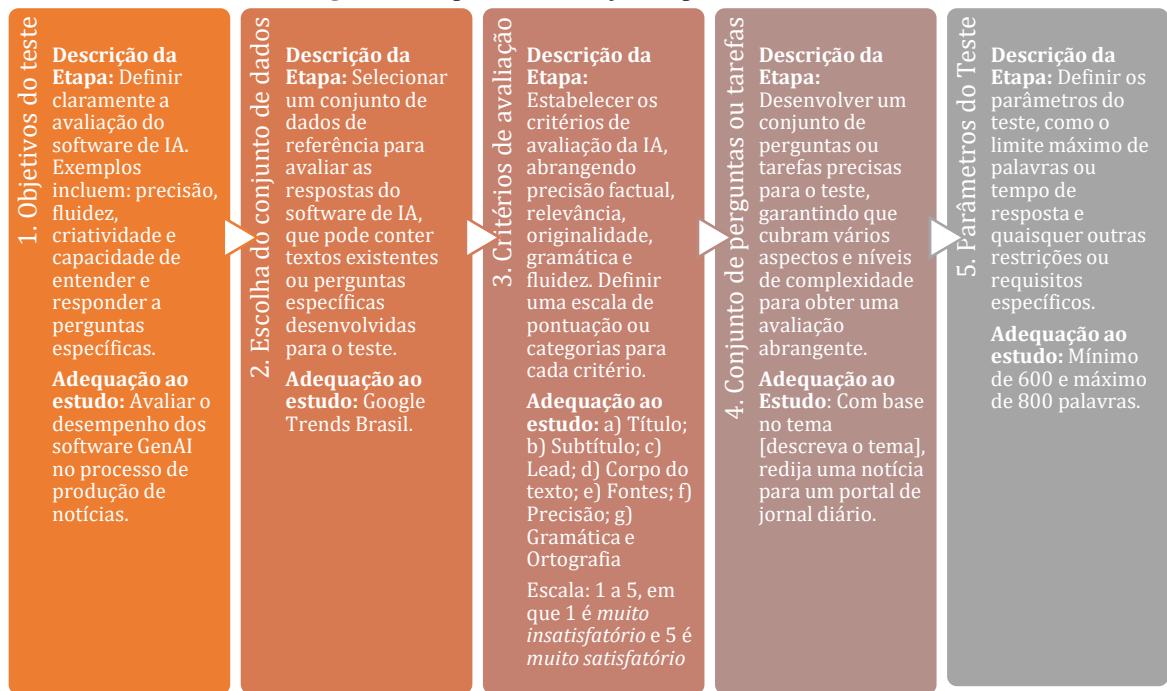 1. Objetivos do teste
Descrição da
Etapa: Definir
claramente a
avaliação do
software de IA.
Exemplos
incluem: precisão,
fluidez,
criatividade e
capacidade de
entender e
responder a
perguntas
específicas.
Adequação ao
estudo: Avaliar o
desempenho dos
software GenAI
no processo de
produção de
notícias.
2. Escolha do conjunto de dados
Descrição da
Etapa: Selecionar
um conjunto de
dados de
referência para
avaliar as
respostas do
software de IA,
que pode conter
textos existentes
ou perguntas
específicas
desenvolvidas
para o teste.
Adequação ao
estudo: Google
Trends Brasil.
3. Critérios de avaliação
Descrição da
Etapa:
Estabelecer os
critérios de
avaliação da IA,
abrangendo
precisão factual,
relevância,
originalidade,
gramática e
fluidez. Definir
uma escala de
pontuação ou
categorias para
cada critério.
Adequação ao
estudo: a) Título;
b) Subtítulo; c)
Lead; d) Corpo do
texto; e) Fontes; f)
Precisão; g)
Gramática e
Ortografia
Escala: 1 a 5, em
que 1 é muito
insatisfatório e 5 é
muito satisfatório
4. Conjunto de perguntas ou tarefas
Descrição da
Etapa:
Desenvolver um
conjunto de
perguntas ou
tarefas precisas
para o teste,
garantindo que
cubram vários
aspectos e níveis
de complexidade
para obter uma
avaliação
abrangente.
Adequação ao
Estudo: Com base
no tema
[descreva o tema],
redija uma notícia
para um portal de
jornal diário.
5. Parâmetros do Teste
Descrição da
Etapa: Definir os
parâmetros do
teste, como o
limite máximo de
palavras ou
tempo de
resposta e
quaisquer outras
restrições ou
requisitos
específicos.
Adequação ao
estudo: Mínimo
de 600 e máximo
de 800 palavras.